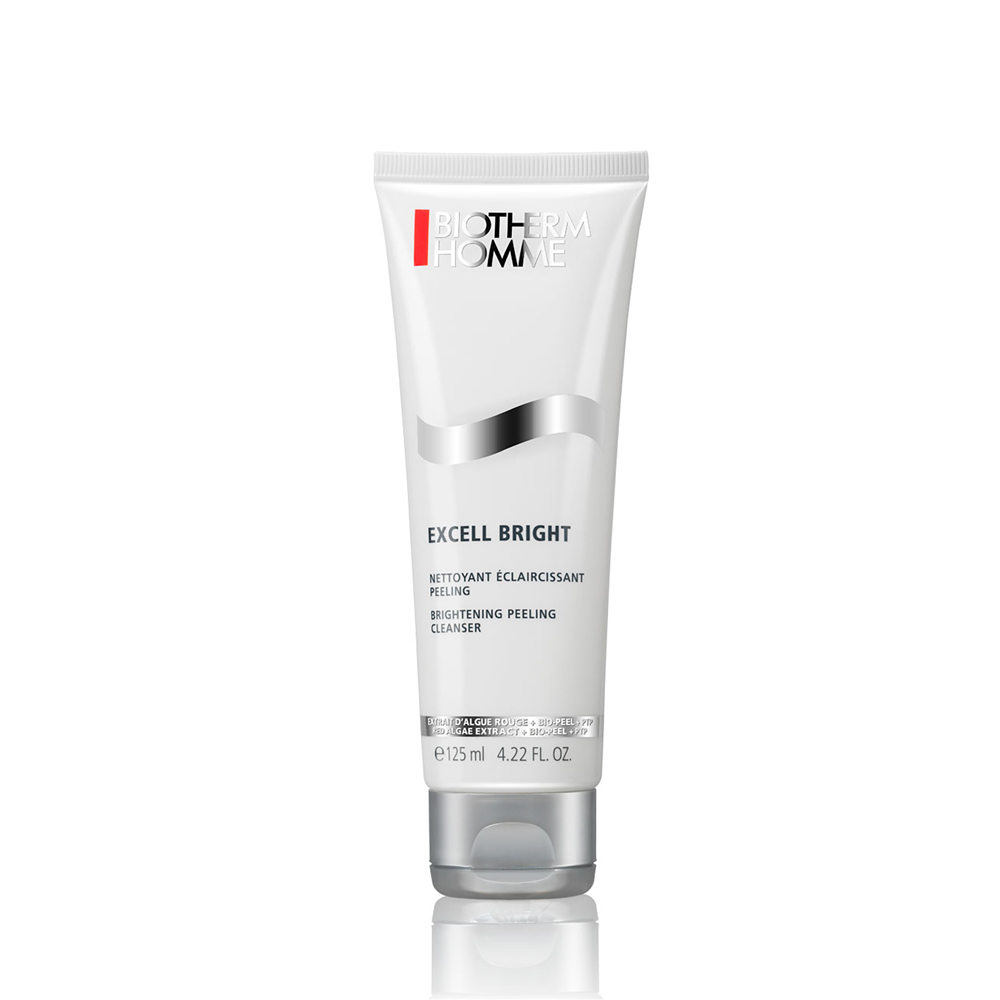 BIOTHERM
HOMME
EXCELL BRIGHT
NETTOYANT ÉCLAIRCISSANT
PEELING
BRIGHTENING PEELING
CLEANSER
EXTRAIT D'ALGUE ROUGE + BIO-PEEL + PTP
RED ALGAE EXTRACT + BIO-PEEL + PTP
℮125 ml 4.22 FL. OZ.